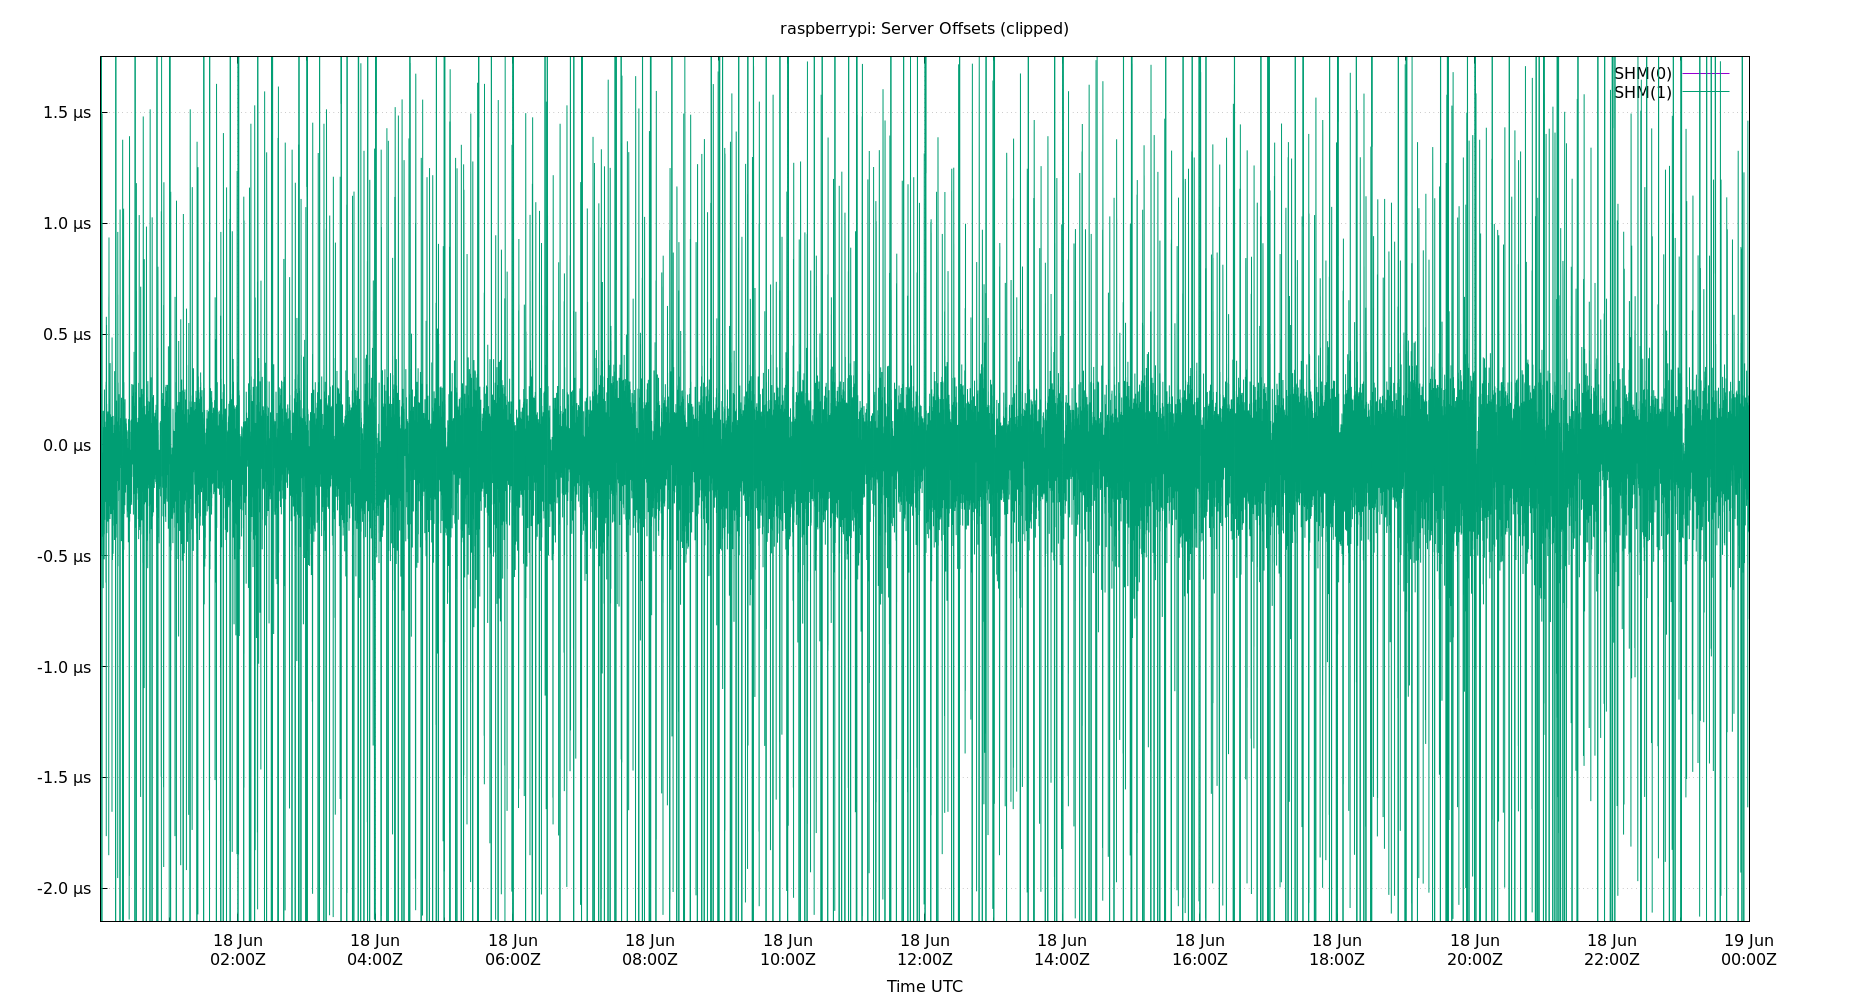 raspberrypi: Server Offsets (clipped)
SHM(0)
SHM(1)
1.5 µs
1.0 µs
0.5 µs
0.0 µs
-0.5 µs
-1.0 µs
-1.5 µs
-2.0 µs
18 Jun 18 Jun 18 Jun 18 Jun 18 Jun 18 Jun 18 Jun 18 Jun 18 Jun 18 Jun 18 Jun 19 Jun
02:00Z 04:00Z 06:00Z 08:00Z 10:00Z 12:00Z 14:00Z 16:00Z 18:00Z 20:00Z 22:00Z 00:00Z
Time UTC